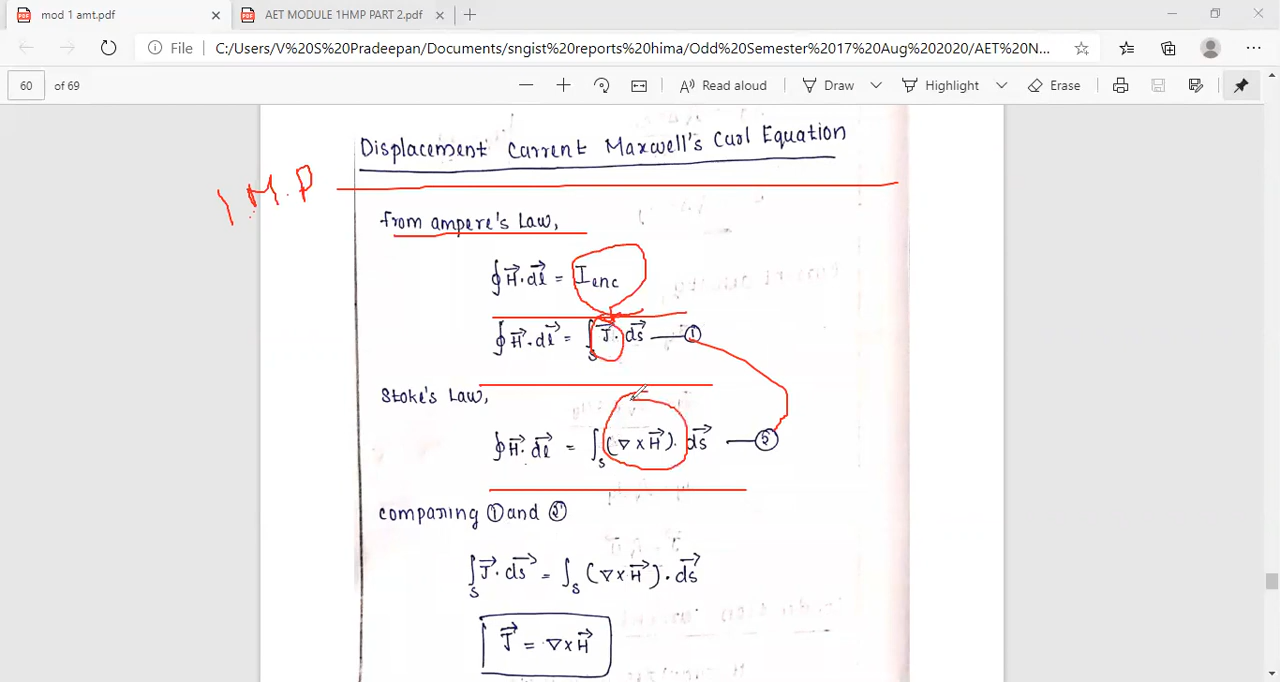 mod 1 amt.pdf
AET MODULE 1HMP PART 2.pdf
File C:/Users/V%20S%20Pradeepan/Documents/sngist%20reports%20hima/Odd%20Semester%2017%20Aug%202020/AET%20N...
60 of 69
Read aloud Draw Highlight Erase
Displacement Current Maxwell's Curl Equation
I.M.P
from ampere's Law,
∮H⃗.dl⃗ = Ienc
∮H⃗.dl⃗ = ∫S J⃗.ds⃗ — ①
Stoke's Law,
∮H⃗.dl⃗ = ∫S (∇×H⃗).ds⃗ — ②
comparing ① and ②
∫S J⃗.ds⃗ = ∫S (∇×H⃗).ds⃗
J⃗ = ∇×H⃗